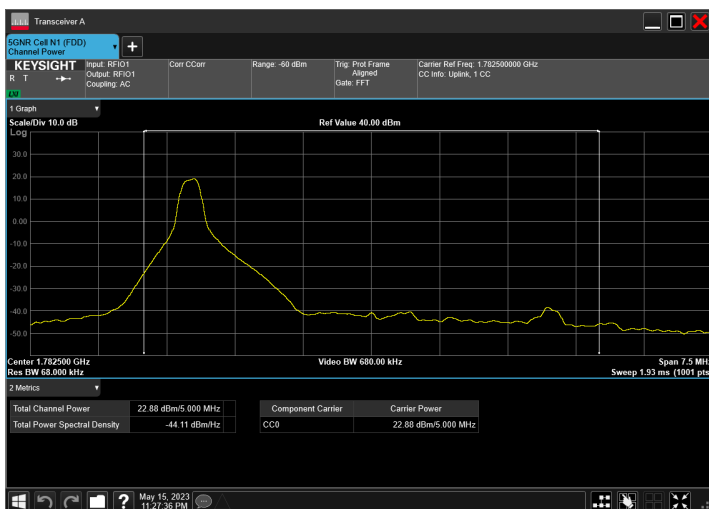 Transceiver A
5GNR Cell N1 (FDD)
Channel Power
KEYSIGHT
R T
LXI
Input: RFIO1
Output: RFIO1
Coupling: AC
Corr CCorr
Range: -60 dBm
Trig: Prot Frame
Aligned
Gate: FFT
Carrier Ref Freq: 1.782500000 GHz
CC Info: Uplink, 1 CC
1 Graph
Scale/Div 10.0 dB
Ref Value 40.00 dBm
Log
30.0
20.0
10.0
0.00
-10.0
-20.0
-30.0
-40.0
-50.0
Center 1.782500 GHz
Video BW 680.00 kHz
Span 7.5 MHz
Res BW 68.000 kHz
Sweep 1.93 ms (1001 pts
2 Metrics
Total Channel Power 22.88 dBm/5.000 MHz
Total Power Spectral Density -44.11 dBm/Hz
Component Carrier Carrier Power
CC0 22.88 dBm/5.000 MHz
?
May 15, 2023
11:27:36 PM